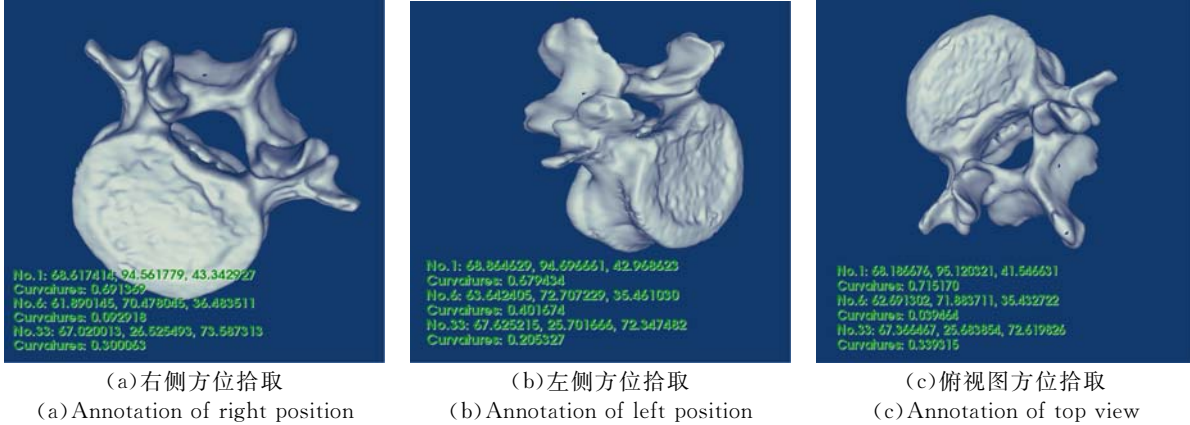 No.1: 68.617414, 94.561779, 43.342927
Curvatures: 0.691369
No.6: 61.890145, 70.478045, 36.483511
Curvatures: 0.092918
No.33: 67.020013, 26.525493, 73.587313
Curvatures: 0.300063
(a)右侧方位拾取
(a)Annotation of right position
No.1: 68.864629, 94.696661, 42.968623
Curvatures: 0.679434
No.6: 63.642405, 72.707229, 35.461030
Curvatures: 0.401674
No.33: 67.625215, 25.701666, 72.347482
Curvatures: 0.205327
(b)左侧方位拾取
(b)Annotation of left position
No.1: 68.186676, 95.120321, 41.546631
Curvatures: 0.715170
No.6: 62.691302, 71.883711, 35.432722
Curvatures: 0.039464
No.33: 67.366467, 25.683854, 72.619826
Curvatures: 0.339315
(c)俯视图方位拾取
(c)Annotation of top view